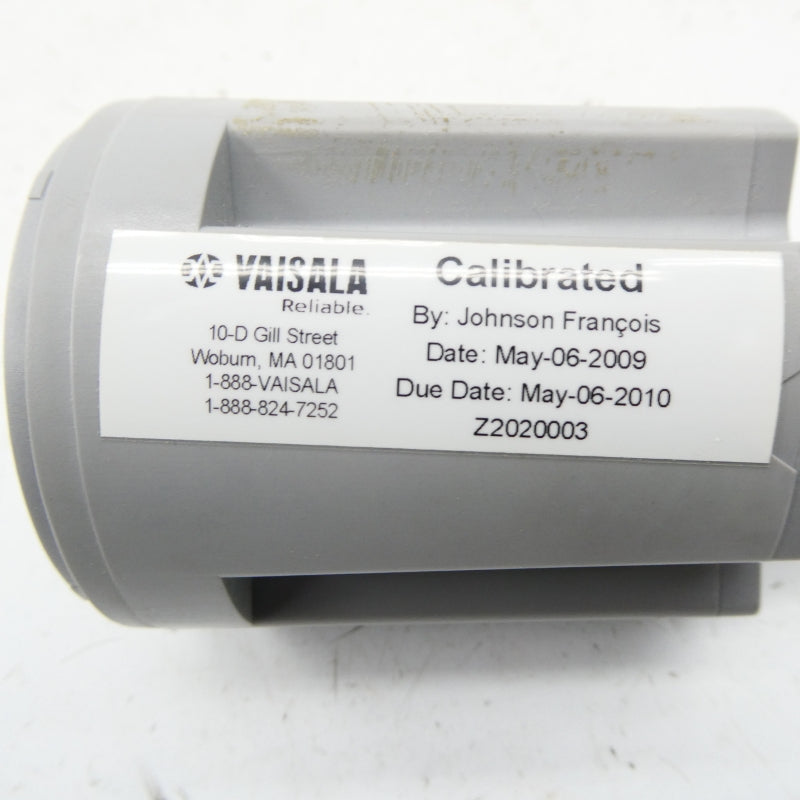 VAISALA
Reliable.
10-D Gill Street
Woburn, MA 01801
1-888-VAISALA
1-888-824-7252
Calibrated
By: Johnson François
Date: May-06-2009
Due Date: May-06-2010
Z2020003